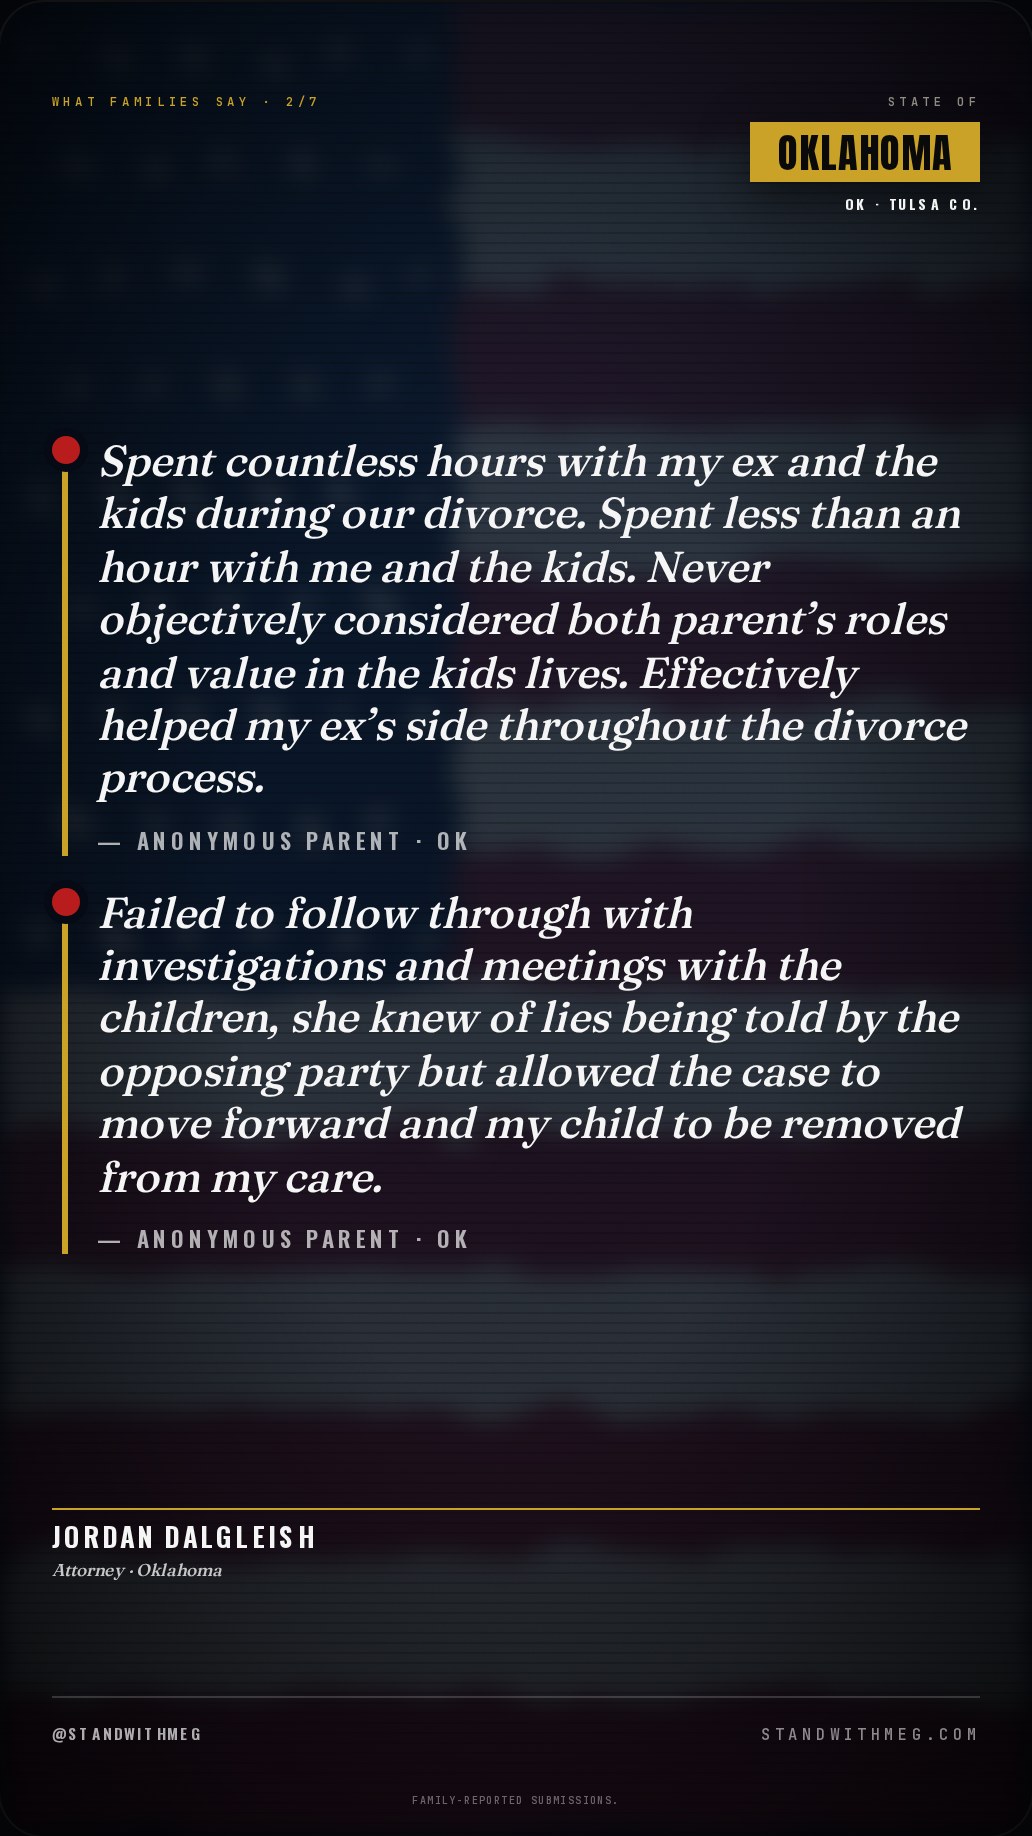 WHAT FAMILIES SAY · 2/7
STATE OF
OKLAHOMA
OK · TULSA CO.
Spent countless hours with my ex and the
kids during our divorce. Spent less than an
hour with me and the kids. Never
objectively considered both parent’s roles
and value in the kids lives. Effectively
helped my ex’s side throughout the divorce
process.
— ANONYMOUS PARENT · OK
Failed to follow through with
investigations and meetings with the
children, she knew of lies being told by the
opposing party but allowed the case to
move forward and my child to be removed
from my care.
— ANONYMOUS PARENT · OK
JORDAN DALGLEISH
Attorney · Oklahoma
@STANDWITHMEG
STANDWITHMEG.COM
FAMILY-REPORTED SUBMISSIONS.